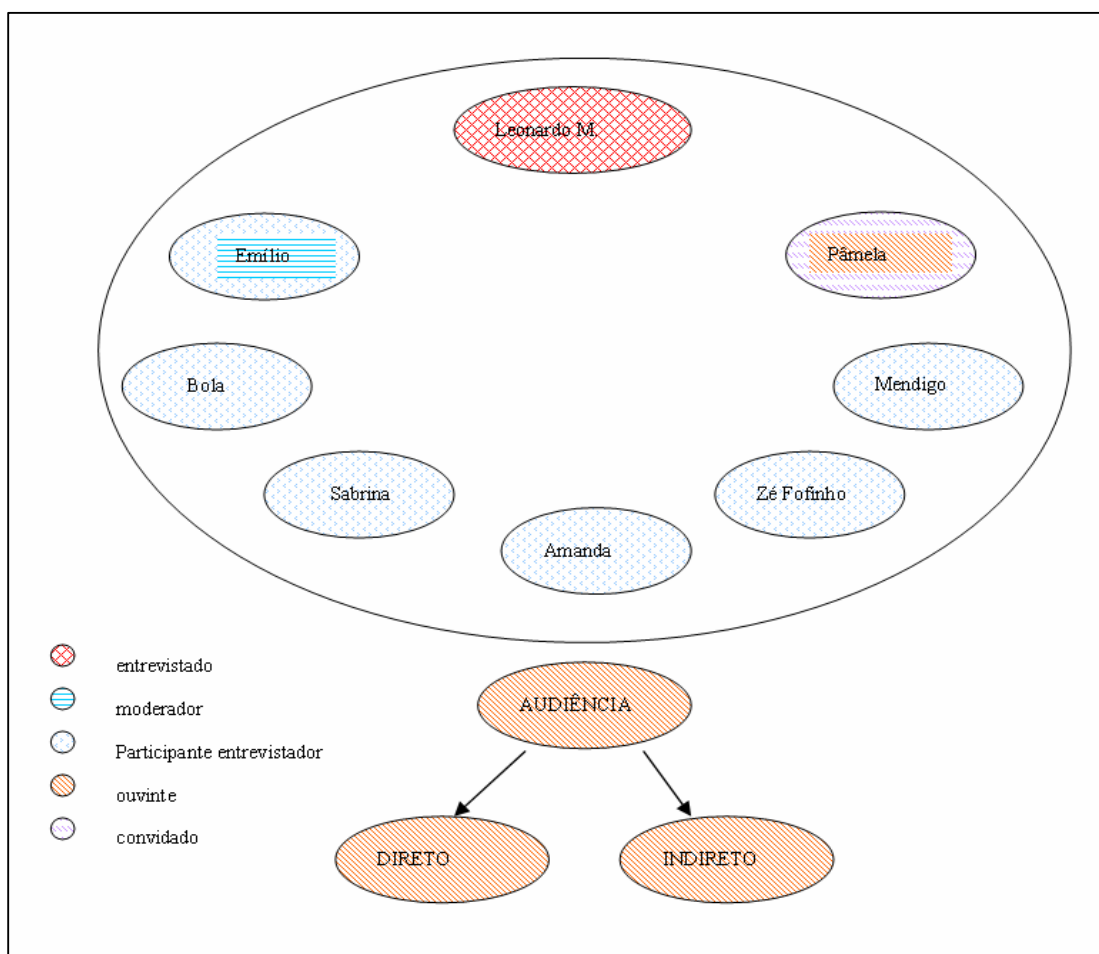 Leonardo M.
Emílio
Pâmela
Bola
Mendigo
Sabrina
Zé Fofinho
Amanda
entrevistado
moderador
Participante entrevistador
ouvinte
convidado
AUDIÊNCIA
DIRETO
INDIRETO